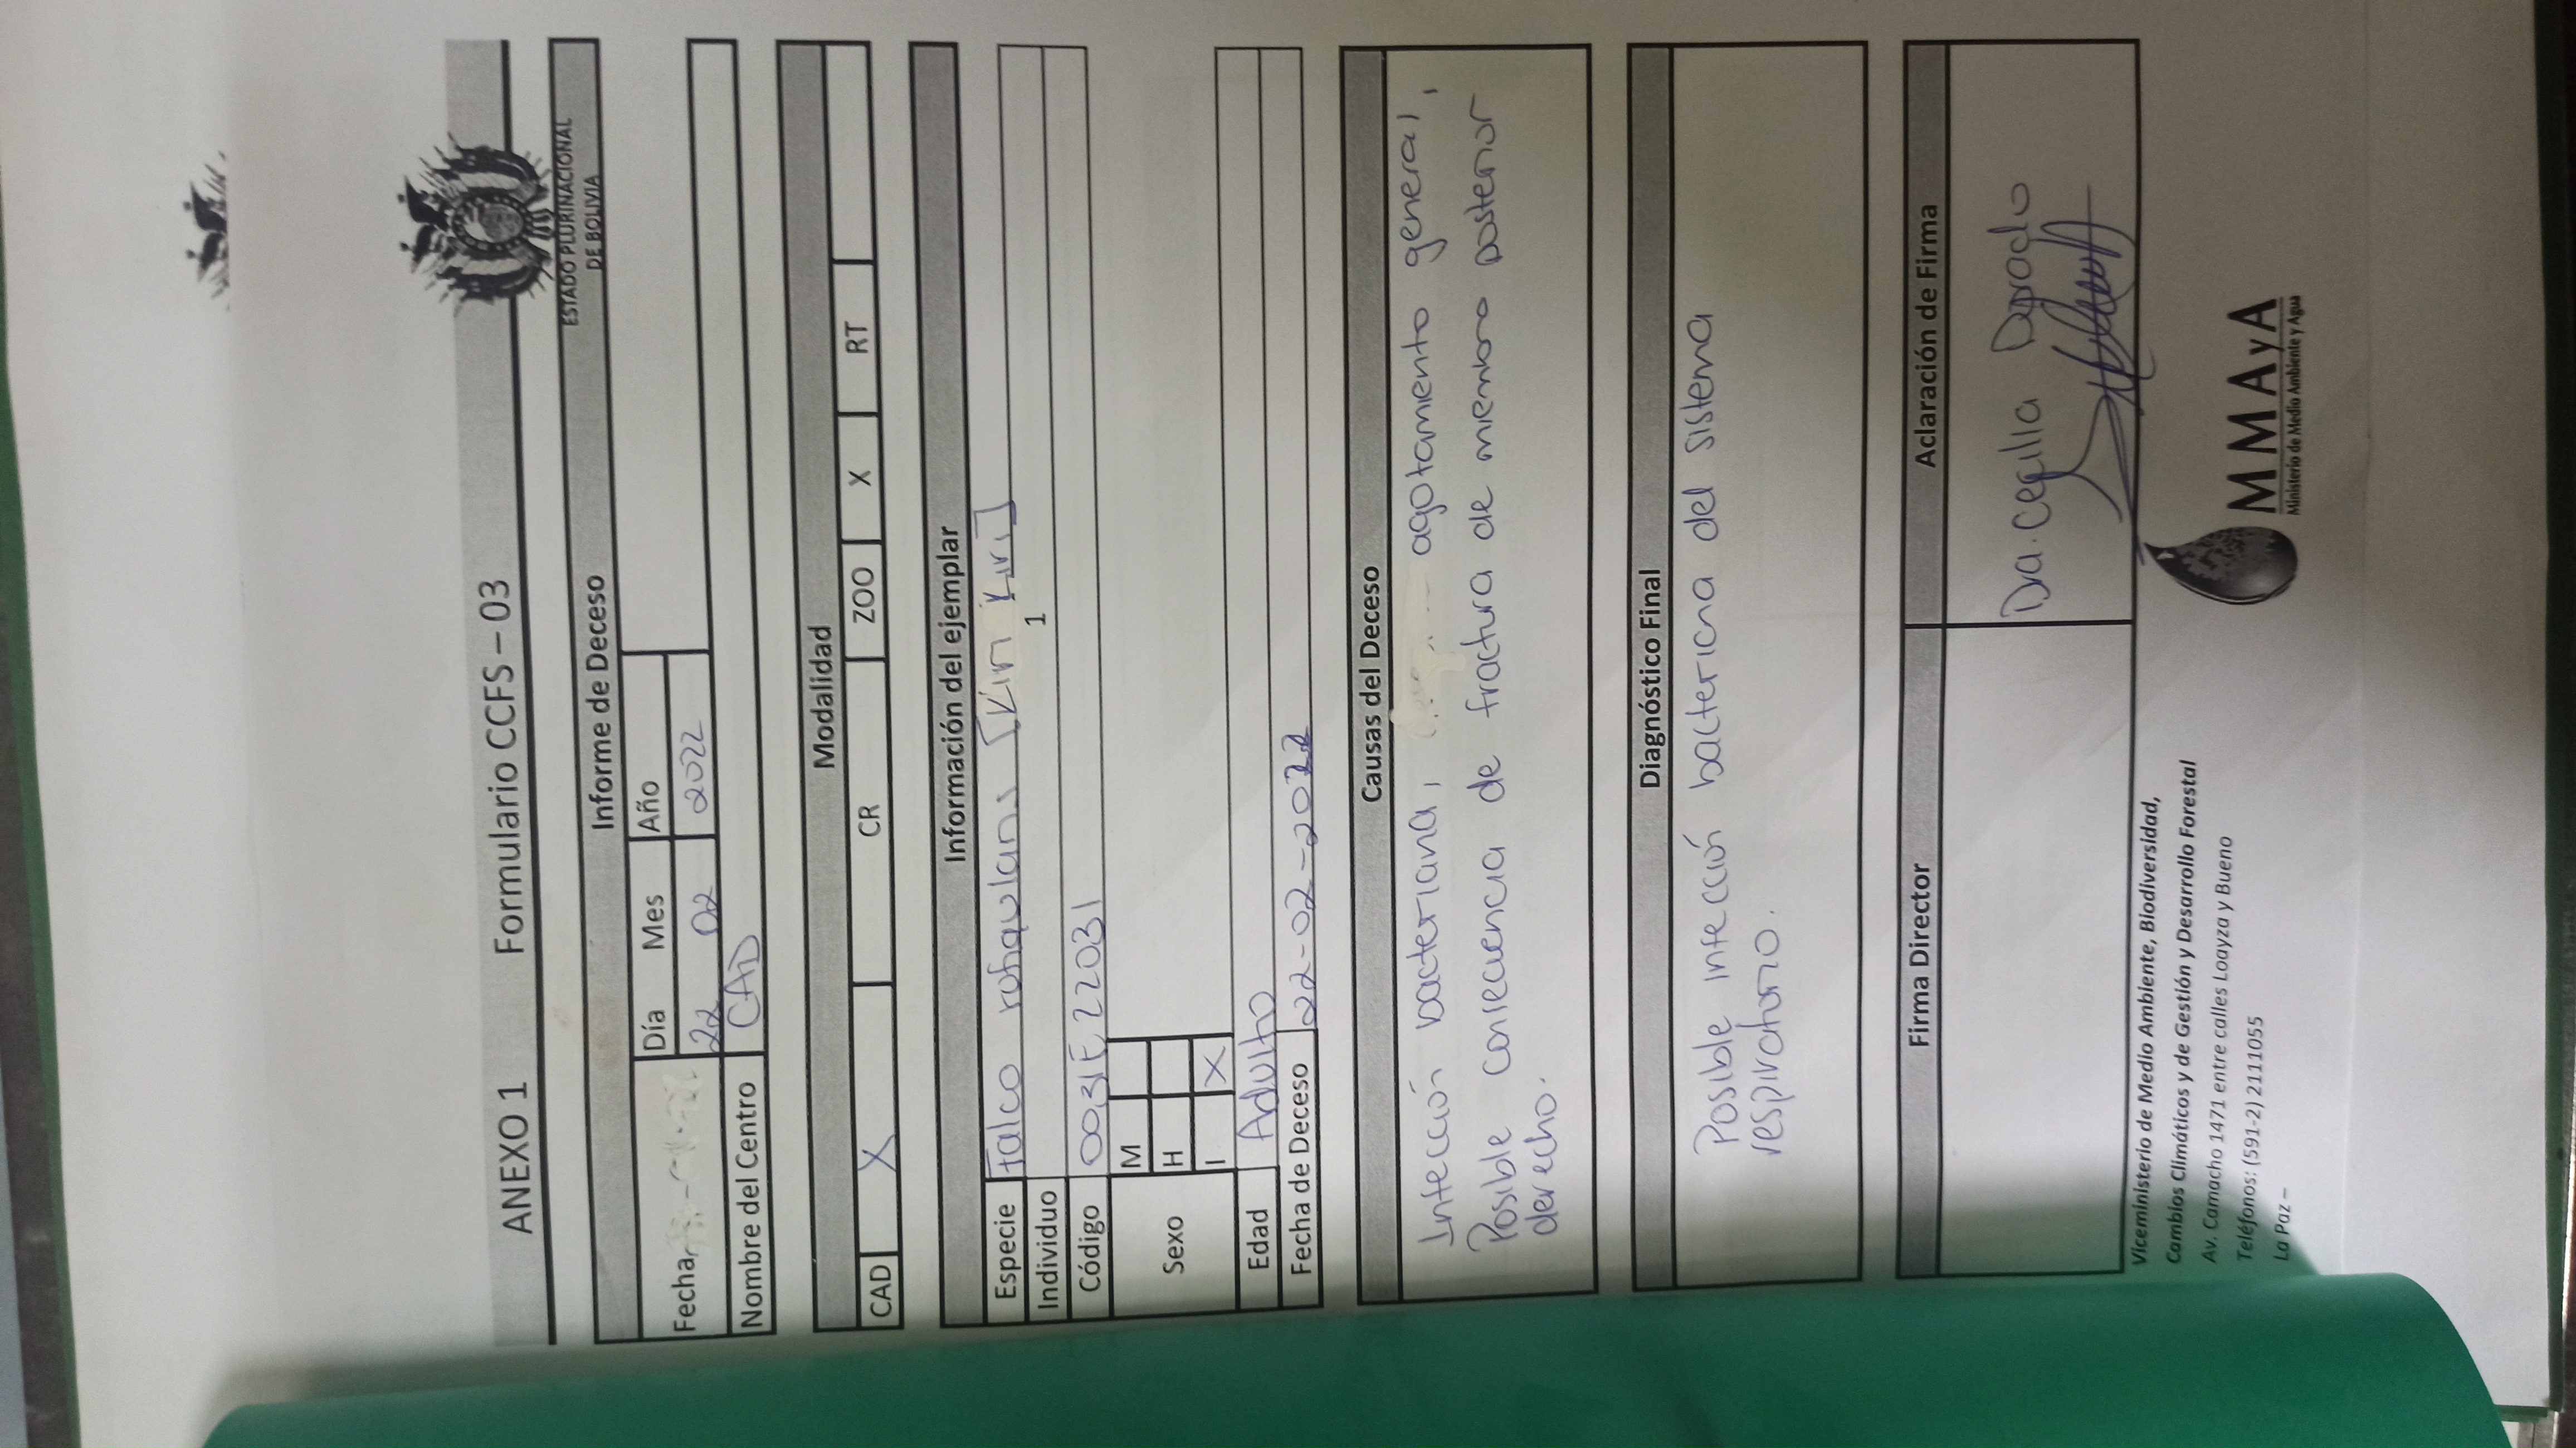 ANEXO 1 Formulario CCFS – 03
ESTADO PLURINACIONAL
DE BOLIVIA
Informe de Deceso
Fecha Día Mes Año
22 02 2022
Nombre del Centro CAD
Modalidad
CAD X CR ZOO X RT
Información del ejemplar
Especie Falco rufigularis [Kiri Kiri]
Individuo 1
Código 0031E22031
Sexo
M
H
I X
Edad Adulto
Fecha de Deceso 22-02-2022
Causas del Deceso
Infección bacteriana, agotamiento general,
Posible consecuencia de fractura de miembro posterior
derecho.
Diagnóstico Final
Posible infección bacteriana del sistema
respiratorio.
Firma Director Aclaración de Firma
Dra. Cecilia Dorado
Viceministerio de Medio Ambiente, Biodiversidad,
Cambios Climáticos y de Gestión y Desarrollo Forestal
Av. Camacho 1471 entre calles Loayza y Bueno
Teléfonos: (591-2) 2111055
La Paz –
MMAyA
Ministerio de Medio Ambiente y Agua